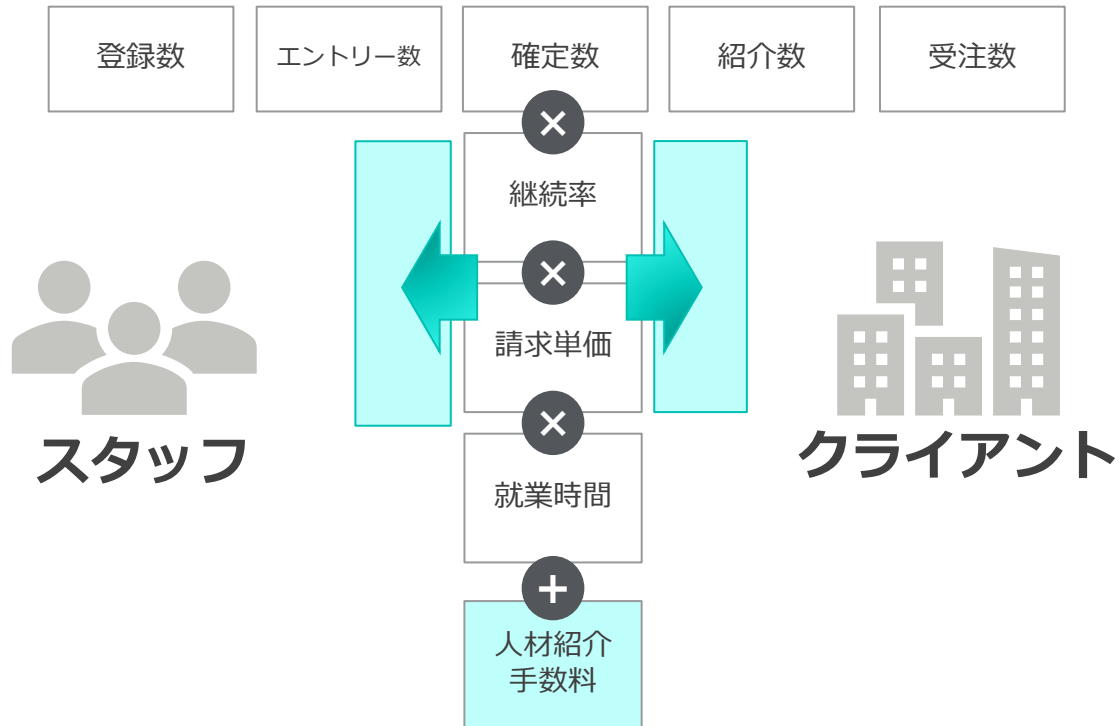 登録数
エントリー数
確定数
紹介数
受注数
×
継続率
×
請求単価
×
就業時間
+
人材紹介
手数料
スタッフ
クライアント